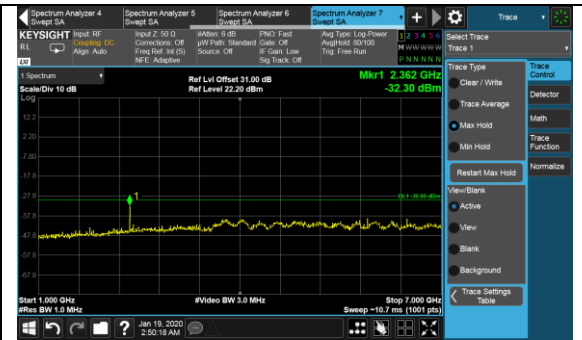 Spectrum Analyzer 4
Swept SA
Spectrum Analyzer 5
Swept SA
Spectrum Analyzer 6
Swept SA
Spectrum Analyzer 7
Swept SA
+
Trace
KEYSIGHT
RL
Input: RF
Coupling: DC
Align: Auto
Input Z: 50 Ω
Corrections: Off
Freq Ref: Int (S)
NFE: Adaptive
#Atten: 6 dB
µW Path: Standard
Source: Off
PNO: Fast
Gate: Off
IF Gain: Low
Sig Track: Off
Avg Type: Log-Power
Avg|Hold: 80/100
Trig: Free Run
1 2 3 4 5 6
M W W W W W
P N N N N N
Select Trace
Trace 1
1 Spectrum
Scale/Div 10 dB
Log
Ref Lvl Offset 31.00 dB
Ref Level 22.20 dBm
Mkr1 2.362 GHz
-32.30 dBm
12.2
2.20
-7.80
-17.8
-27.8
-37.8
-47.8
-57.8
-67.8
1
Start 1.000 GHz
#Res BW 1.0 MHz
#Video BW 3.0 MHz
Stop 7.000 GHz
Sweep ~10.7 ms (1001 pts)
Trace Type
Clear / Write
Trace Average
Max Hold
Min Hold
Restart Max Hold
View/Blank
Active
View
Blank
Background
Trace Settings
Table
Trace
Control
Detector
Math
Trace
Function
Normalize
?
Jan 19, 2020
2:50:18 AM